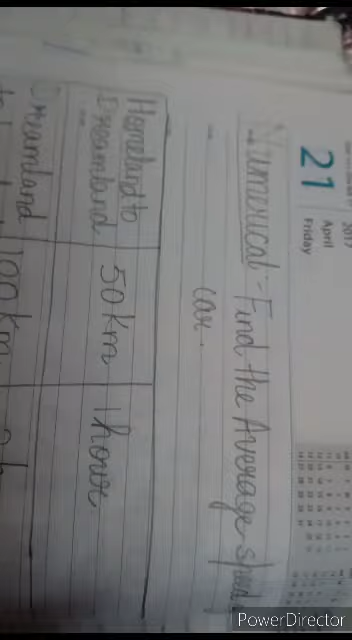 2017
April
21
Friday
Numerical - Find the Average speed
car.
Homeland to
Dreamland
50 km
1 hour
Dreamland
100 km
PowerDirector